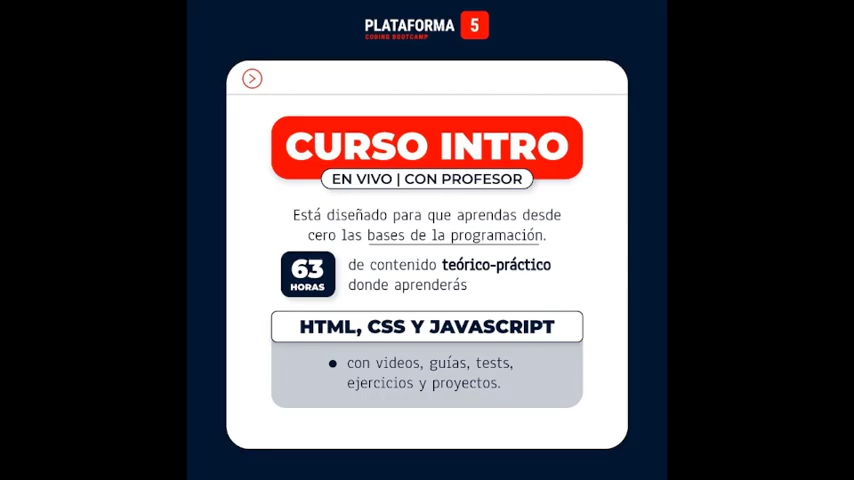 PLATAFORMA 5
CODING BOOTCAMP
CURSO INTRO
EN VIVO | CON PROFESOR
Está diseñado para que aprendas desde
cero las bases de la programación.
63
HORAS
de contenido teórico-práctico
donde aprenderás
HTML, CSS Y JAVASCRIPT
• con videos, guías, tests,
ejercicios y proyectos.